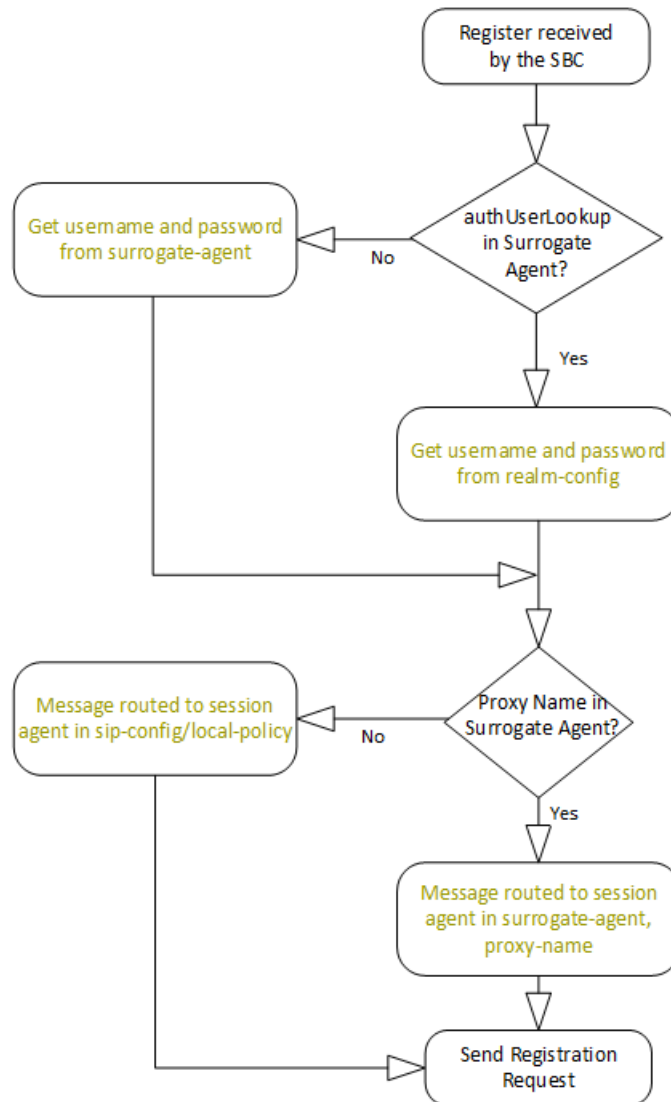 Register received
by the SBC
authUserLookup
in Surrogate
Agent?
No
Get username and password
from surrogate-agent
Yes
Get username and password
from realm-config
Proxy Name in
Surrogate Agent?
No
Message routed to session
agent in sip-config/local-policy
Yes
Message routed to session
agent in surrogate-agent,
proxy-name
Send Registration
Request